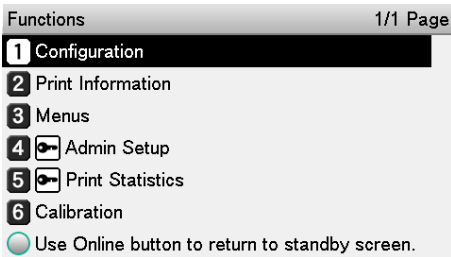 Functions 1/1 Page
1 Configuration
2 Print Information
3 Menus
4 Admin Setup
5 Print Statistics
6 Calibration
Use Online button to return to standby screen.